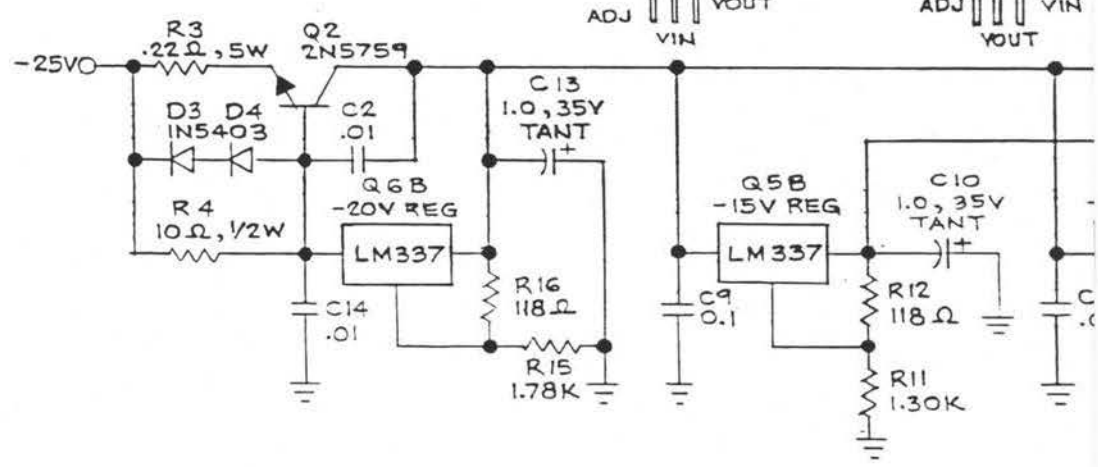 ADJ
VOUT
VIN
ADJ
VIN
VOUT
R3
.22Ω, 5W
Q2
2N5759
-25V
D3 D4
1N5403
C2
.01
C13
1.0, 35V
TANT
+
R4
10Ω, 1/2W
Q6B
-20V REG
LM337
C14
.01
R16
118Ω
R15
1.78K
Q5B
-15V REG
LM337
C9
0.1
C10
1.0, 35V
TANT
+
R12
118Ω
R11
1.30K